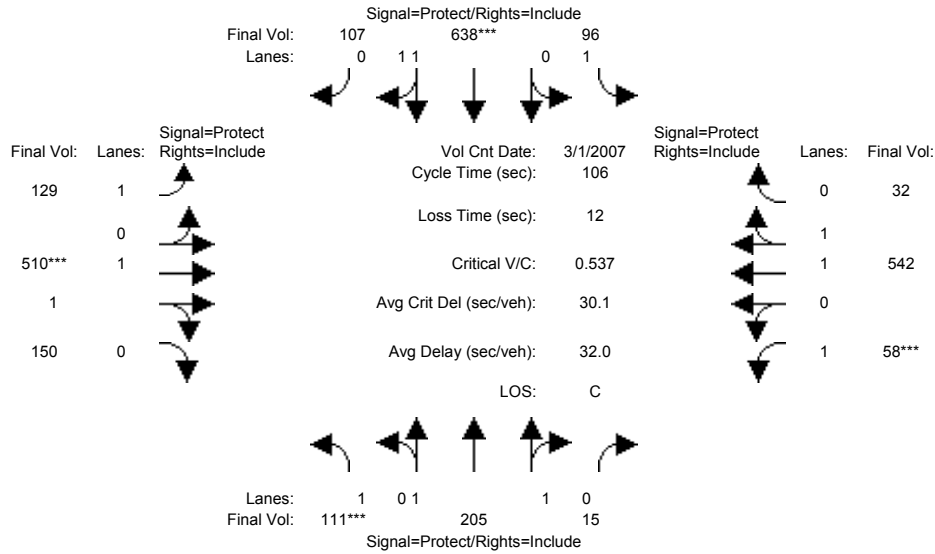 Signal=Protect/Rights=Include
Final Vol: 107 638*** 96
Lanes: 0 1 1 0 1
Signal=Protect
Final Vol: Lanes: Rights=Include
Vol Cnt Date: 3/1/2007
Signal=Protect
Rights=Include Lanes: Final Vol:
Cycle Time (sec): 106
129 1
0 32
Loss Time (sec): 12
0
1
510*** 1
Critical V/C: 0.537
1 542
1
Avg Crit Del (sec/veh): 30.1
0
150 0
Avg Delay (sec/veh): 32.0
1 58***
LOS: C
Lanes: 1 0 1 1 0
Final Vol: 111*** 205 15
Signal=Protect/Rights=Include